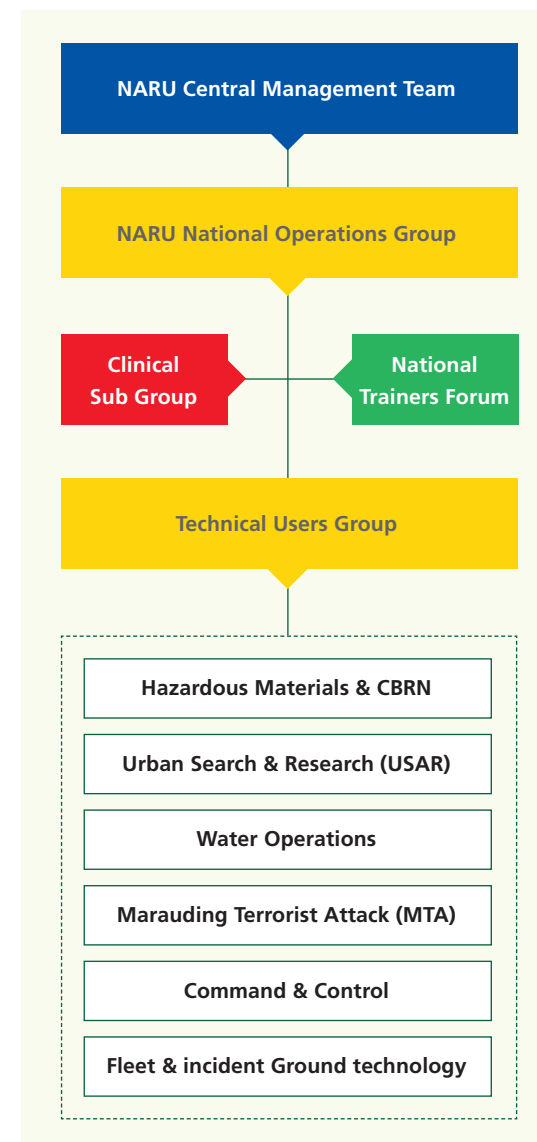 NARU Central Management Team
NARU National Operations Group
Clinical
Sub Group
National
Trainers Forum
Technical Users Group
Hazardous Materials & CBRN
Urban Search & Research (USAR)
Water Operations
Marauding Terrorist Attack (MTA)
Command & Control
Fleet & incident Ground technology